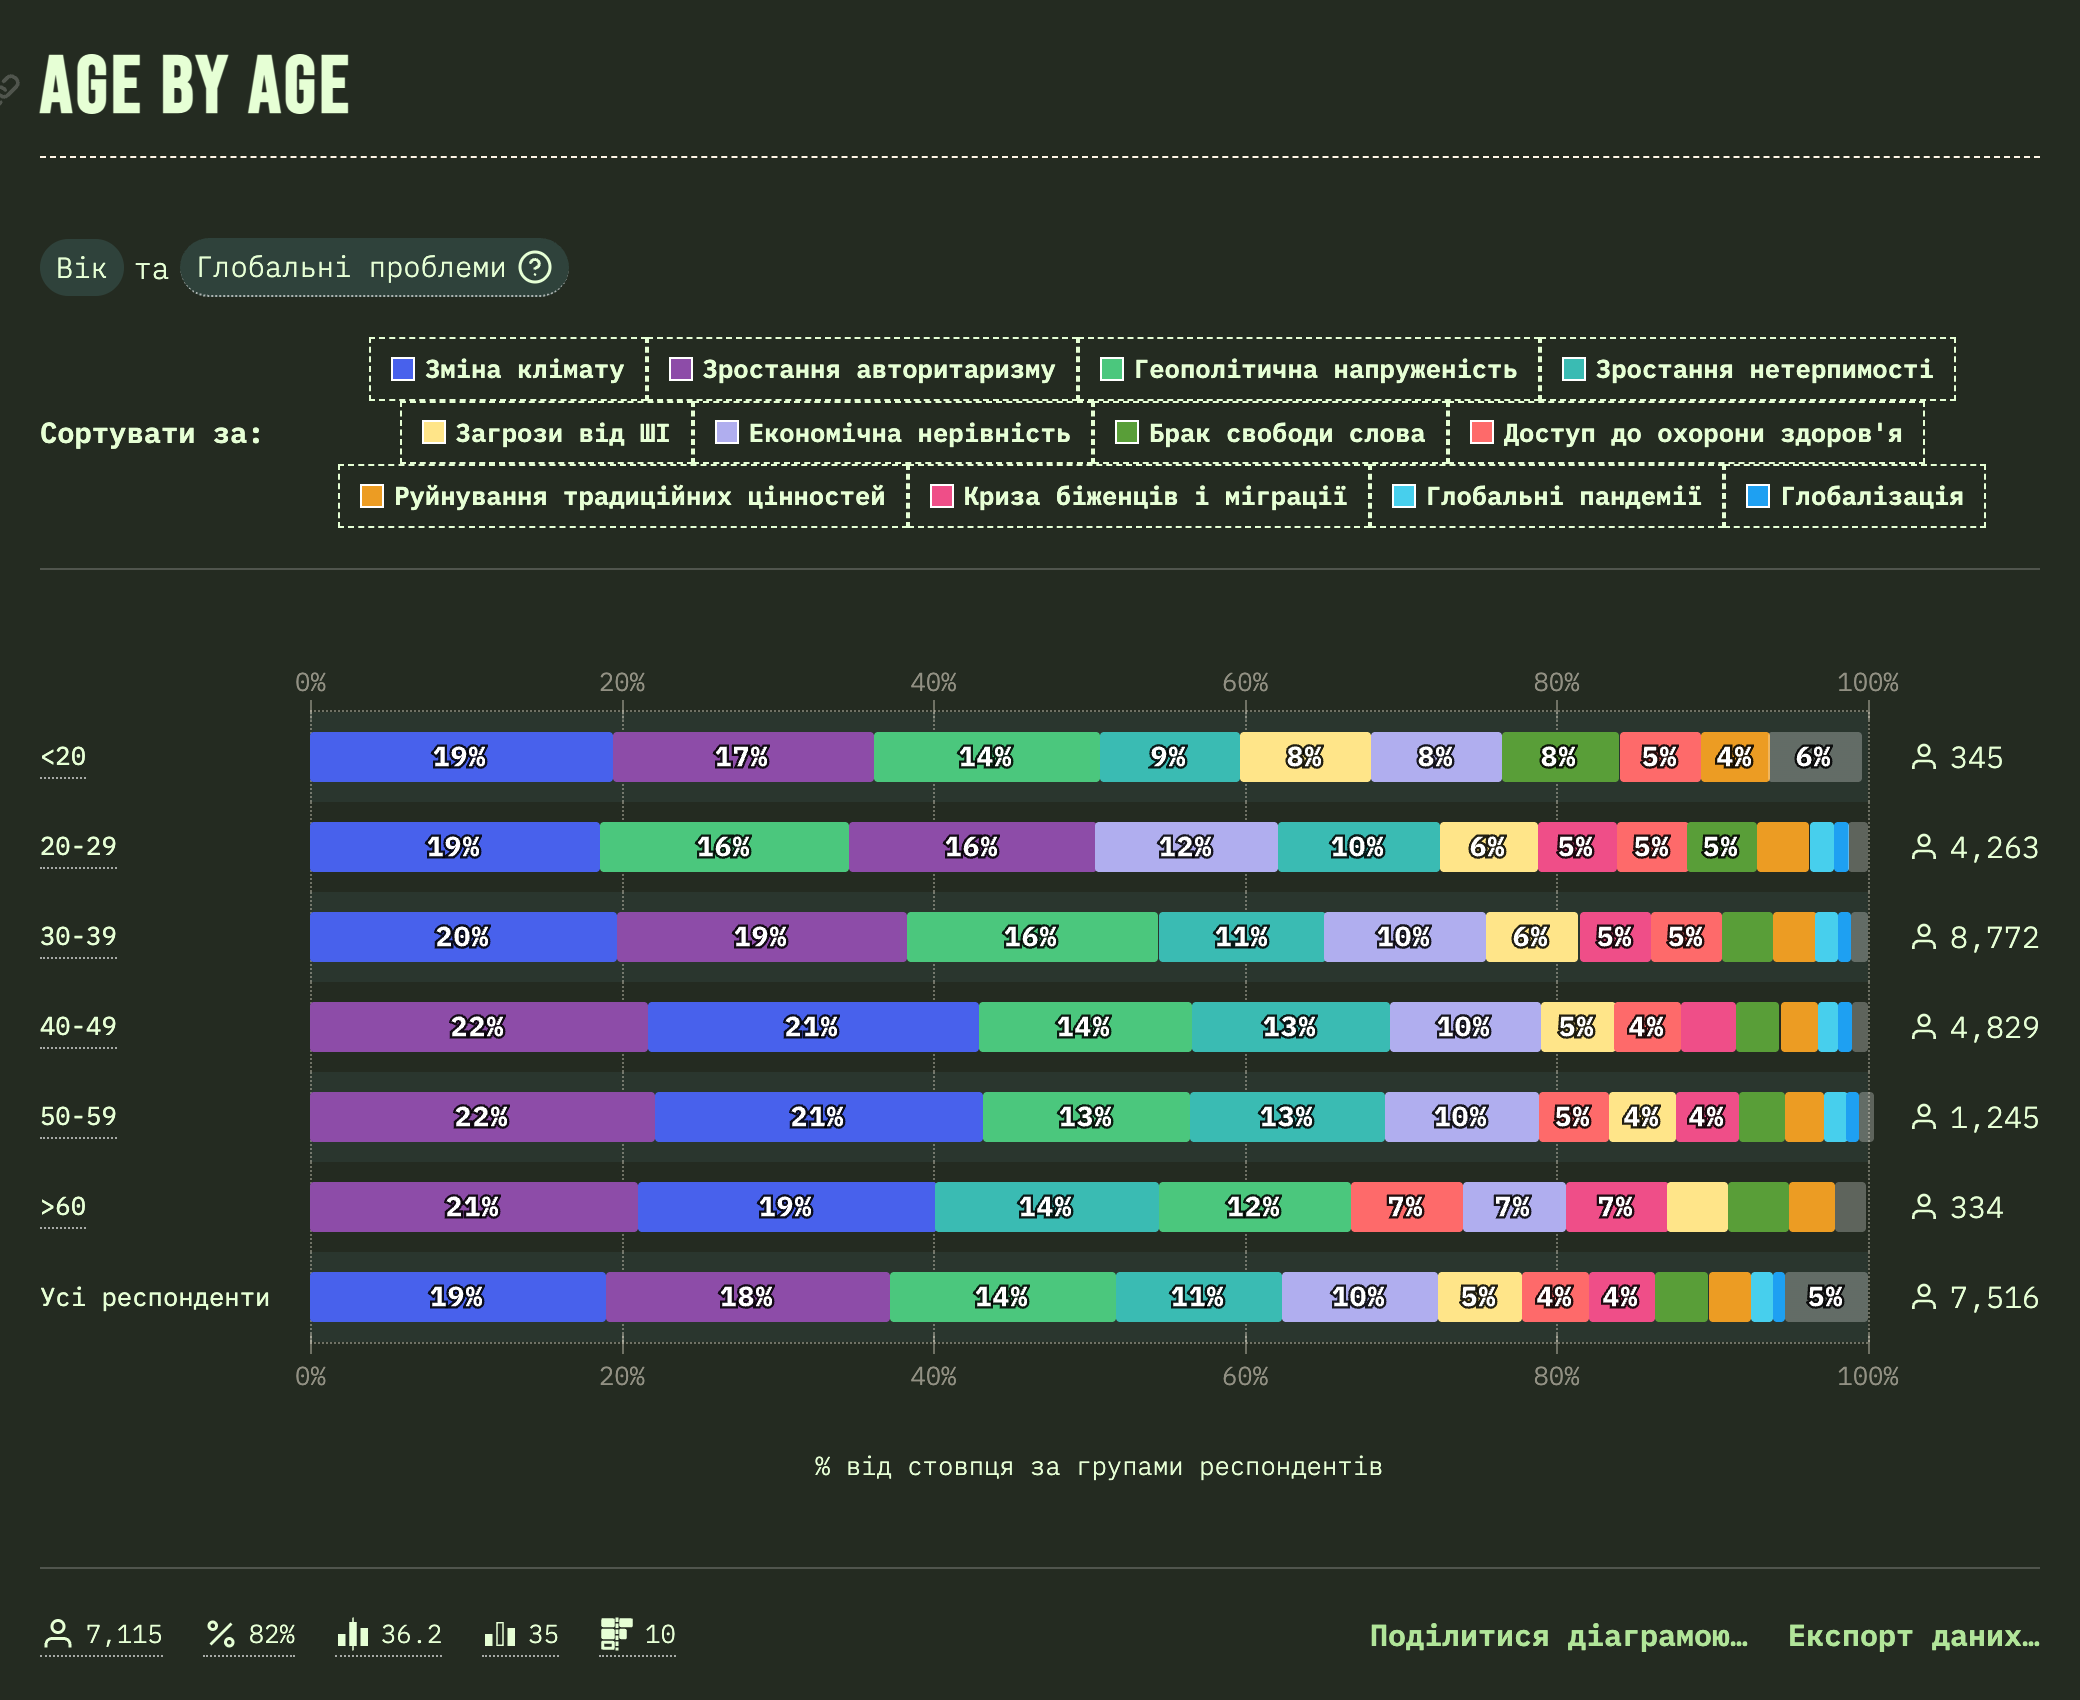 AGE BY AGE
Вік та Глобальні проблеми ?
Зміна клімату Зростання авторитаризму Геополітична напруженість Зростання нетерпимості
Сортувати за: Загрози від ШІ Економічна нерівність Брак свободи слова Доступ до охорони здоров'я
Руйнування традиційних цінностей Криза біженців і міграції Глобальні пандемії Глобалізація
0% 20% 40% 60% 80% 100%
<20 19% 17% 14% 9% 8% 8% 8% 5% 4% 6% 345
20-29 19% 16% 16% 12% 10% 6% 5% 5% 5% 4,263
30-39 20% 19% 16% 11% 10% 6% 5% 5% 8,772
40-49 22% 21% 14% 13% 10% 5% 4% 4,829
50-59 22% 21% 13% 13% 10% 5% 4% 4% 1,245
>60 21% 19% 14% 12% 7% 7% 7% 334
Усі респонденти 19% 18% 14% 11% 10% 5% 4% 4% 5% 7,516
0% 20% 40% 60% 80% 100%
% від стовпця за групами респондентів
7,115 % 82% 36.2 35 10 Поділитися діаграмою… Експорт даних…